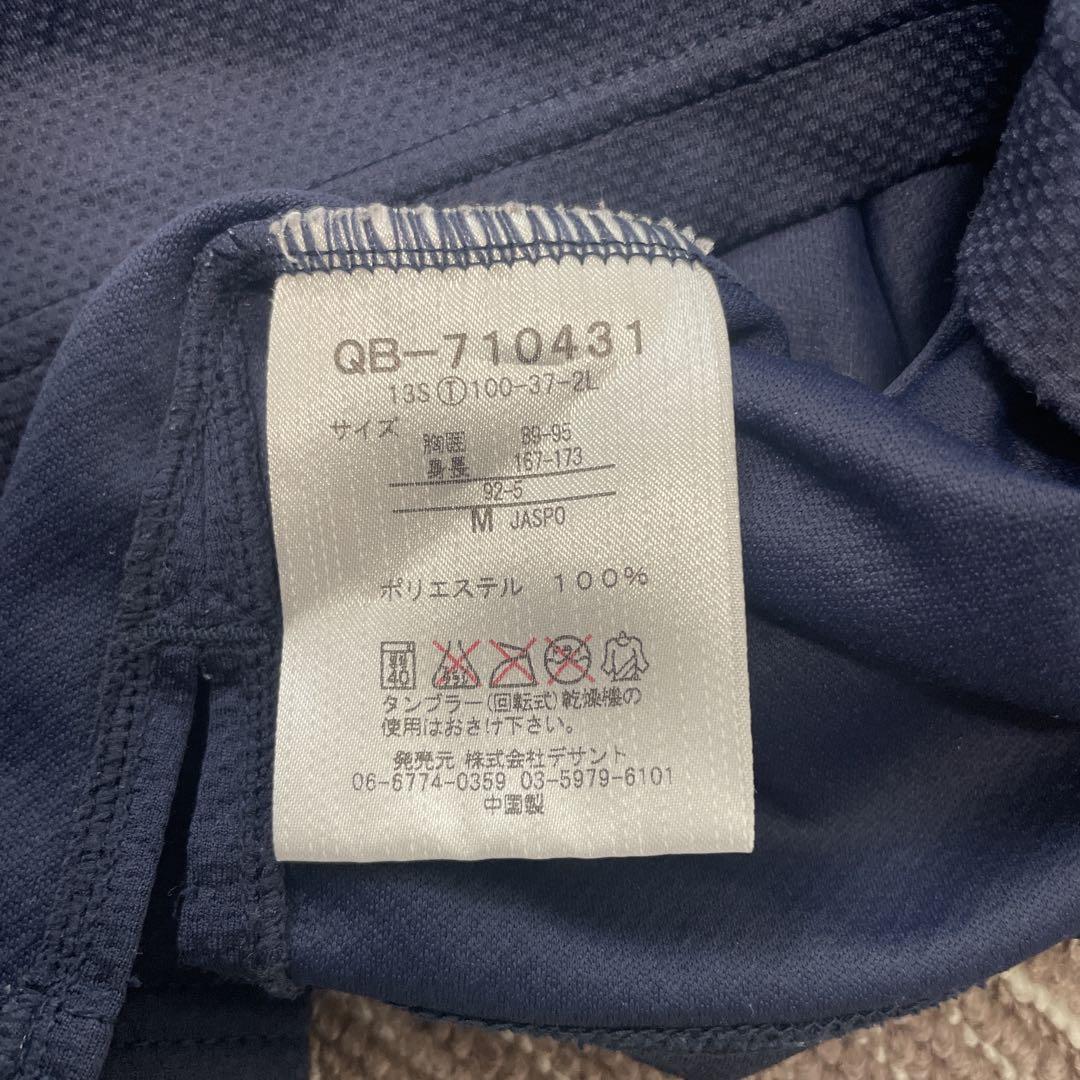 QB-710431
13SⓉ100-37-2L
サイズ
胸囲 89-95
身長 167-173
92-5
M JASPO
ポリエステル 100%
40
タンブラー(回転式)乾燥機の
使用はおさけ下さい。
発売元 株式会社デサント
06-6774-0359 03-5979-6101
中国製